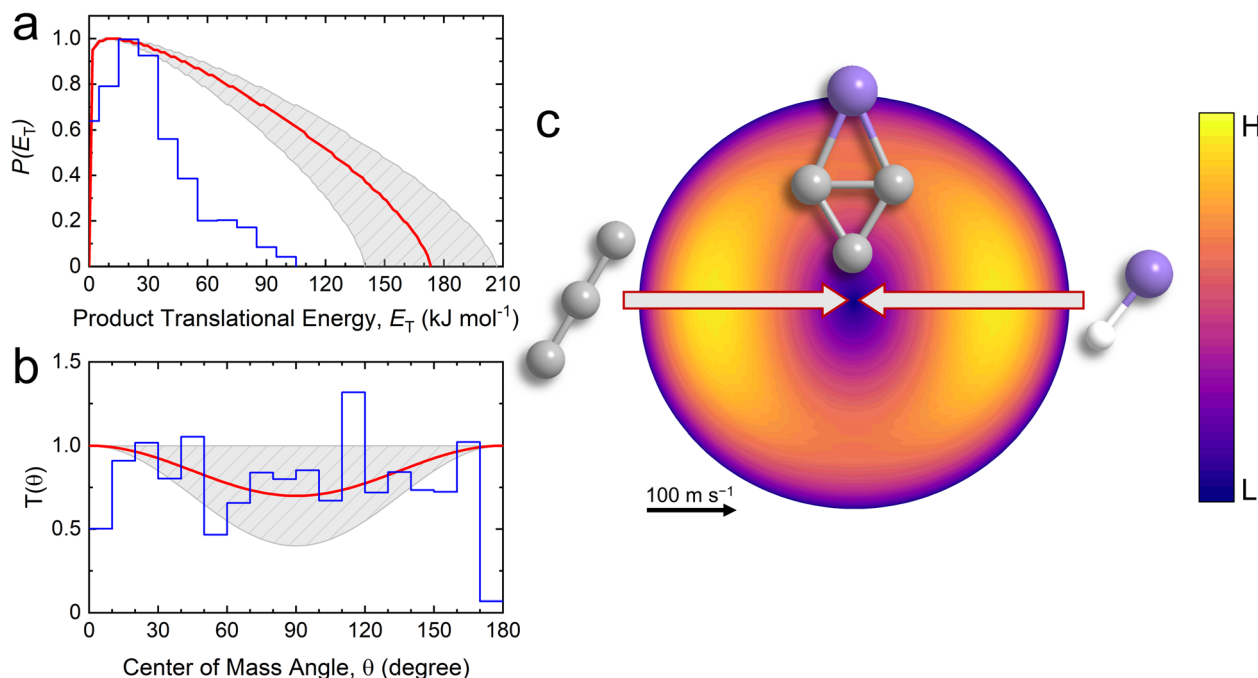 a
P(E_T)
1.0
0.8
0.6
0.4
0.2
0
0 30 60 90 120 150 180 210
Product Translational Energy, E_T (kJ mol⁻¹)
b
T(θ)
1.5
1.0
0.5
0
0 30 60 90 120 150 180
Center of Mass Angle, θ (degree)
c
100 m s⁻¹
H
L